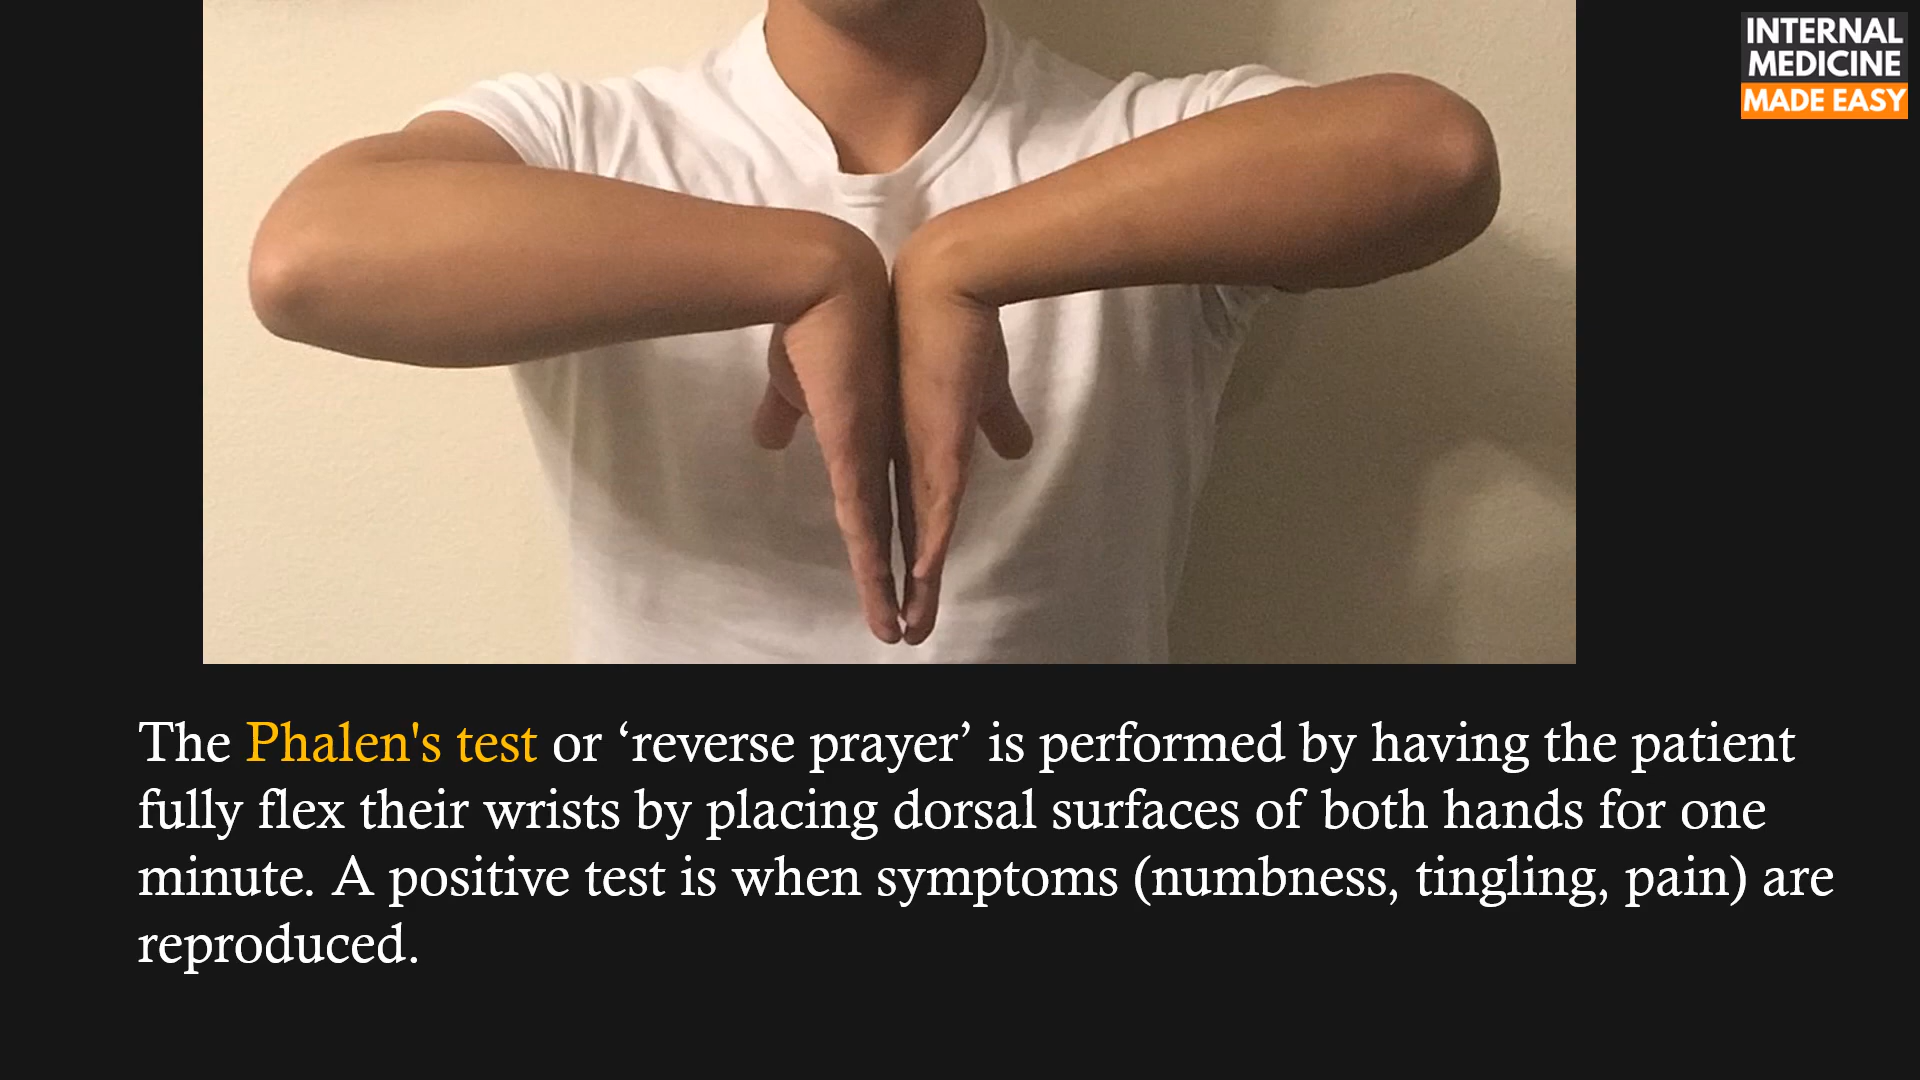 INTERNAL
MEDICINE
MADE EASY
The Phalen's test or ‘reverse prayer’ is performed by having the patient
fully flex their wrists by placing dorsal surfaces of both hands for one
minute. A positive test is when symptoms (numbness, tingling, pain) are
reproduced.